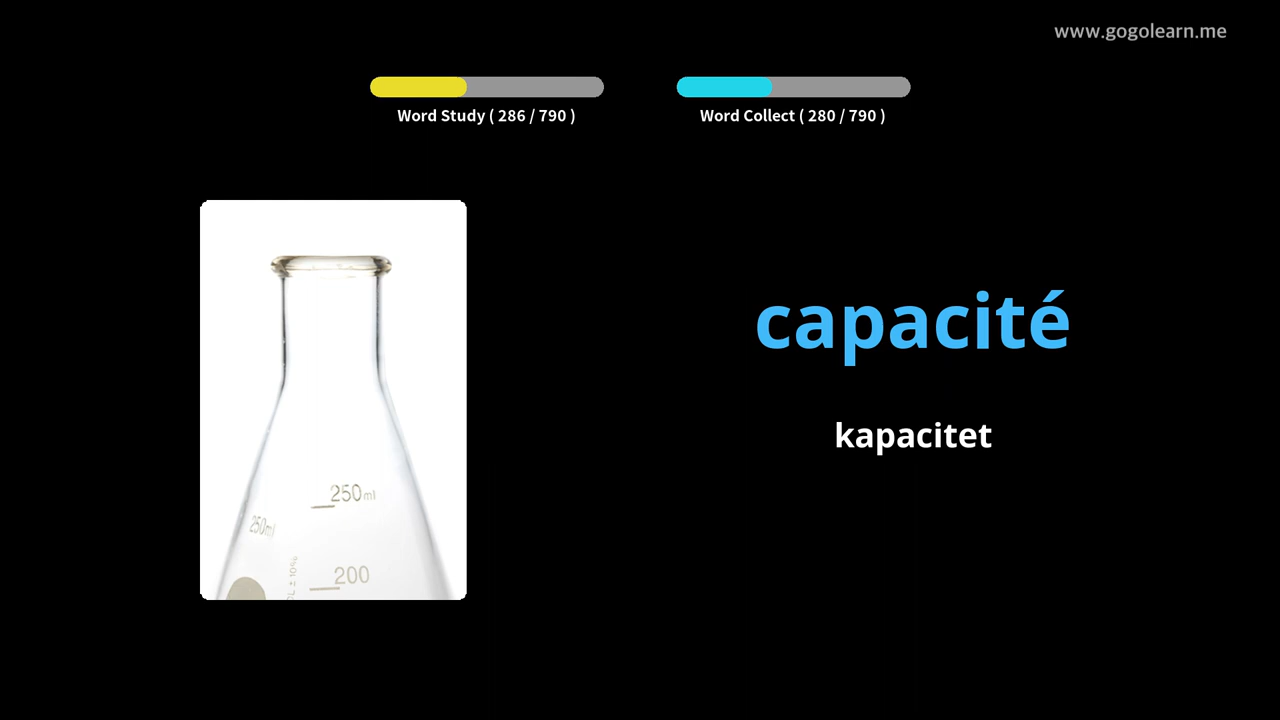 www.gogolearn.me
Word Study ( 286 / 790 )
Word Collect ( 280 / 790 )
capacité
kapacitet
250ml
250ml
200